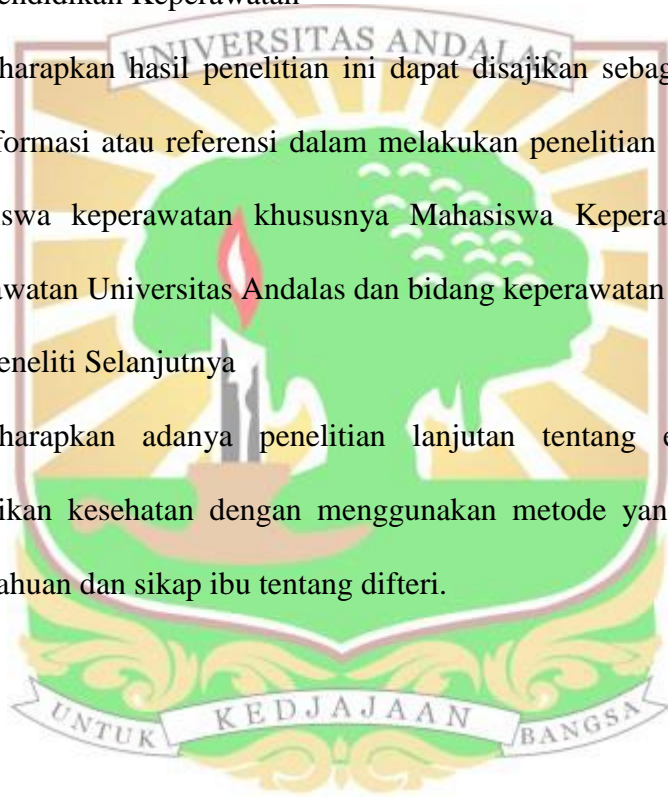 endidikan Keperawatan
UNIVERSITAS ANDALAS
harapkan hasil penelitian ini dapat disajikan sebag
formasi atau referensi dalam melakukan penelitian
iswa keperawatan khususnya Mahasiswa Kepera
awatan Universitas Andalas dan bidang keperawatan
eneliti Selanjutnya
harapkan adanya penelitian lanjutan tentang e
ikan kesehatan dengan menggunakan metode yan
ahuan dan sikap ibu tentang difteri.
UNTUK KEDJAJAAN BANGSA